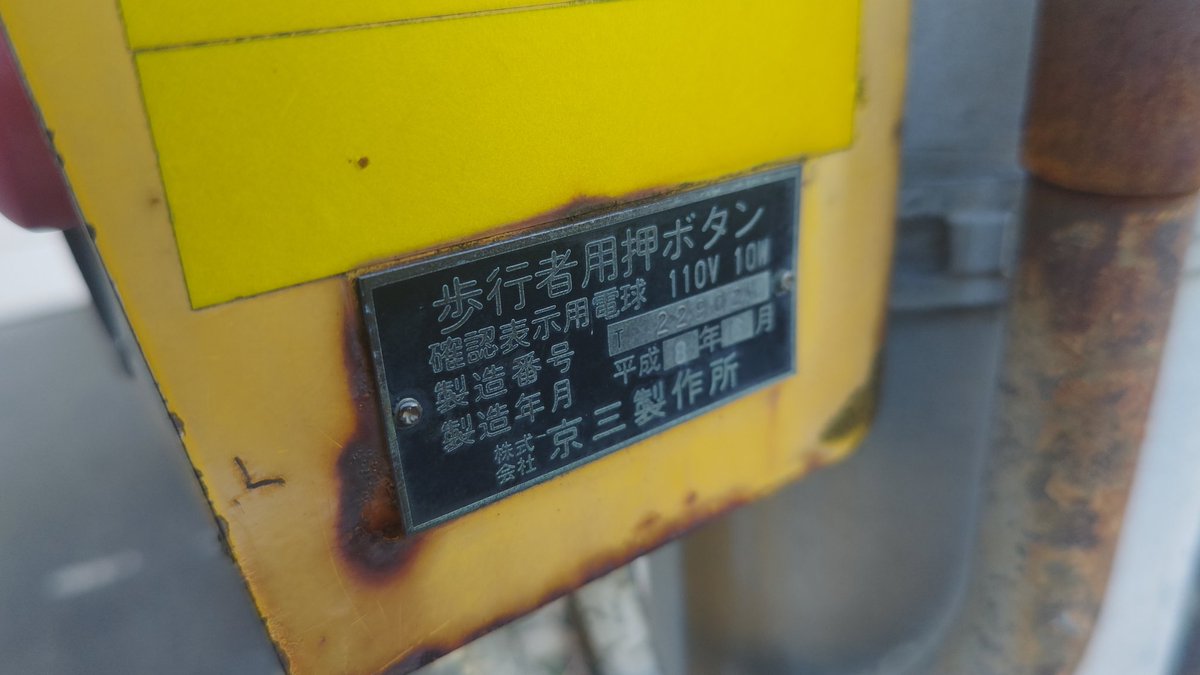 歩行者用押ボタン
確認表示用電球 110V 10W
製造番号
製造年月 平成8年 月
株式会社 京三製作所